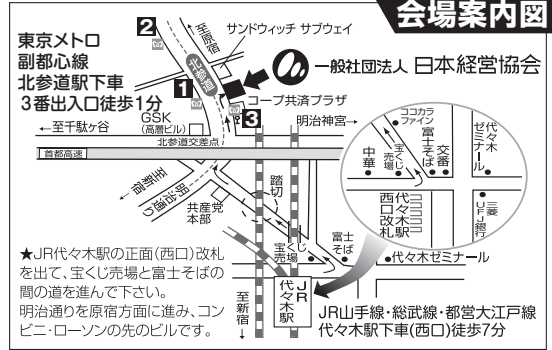 会場案内図
東京メトロ
副都心線
北参道駅下車
3番出入口徒歩1分
2
至原宿
サンドウィッチ サブウェイ
北参道
一般社団法人 日本経営協会
1
コープ共済プラザ
3
GSK
(高層ビル)
←至千駄ヶ谷
明治神宮→
北参道交差点
首都高速
至新宿
明治通り
共産党
本部
踏切
ココカラ
ファイン
代々木
ゼミナール
中華
宝くじ
売場
富士そば
交番
代々木駅
西口改札
三菱
UFJ銀行
★JR代々木駅の正面(西口)改札
を出て、宝くじ売場と富士そばの
間の道を進んで下さい。
明治通りを原宿方面に進み、コン
ビニ・ローソンの先のビルです。
宝くじ
売場
富士
そば
代々木ゼミナール
至新宿
JR
代々木駅
JR山手線・総武線・都営大江戸線
代々木駅下車(西口)徒歩7分